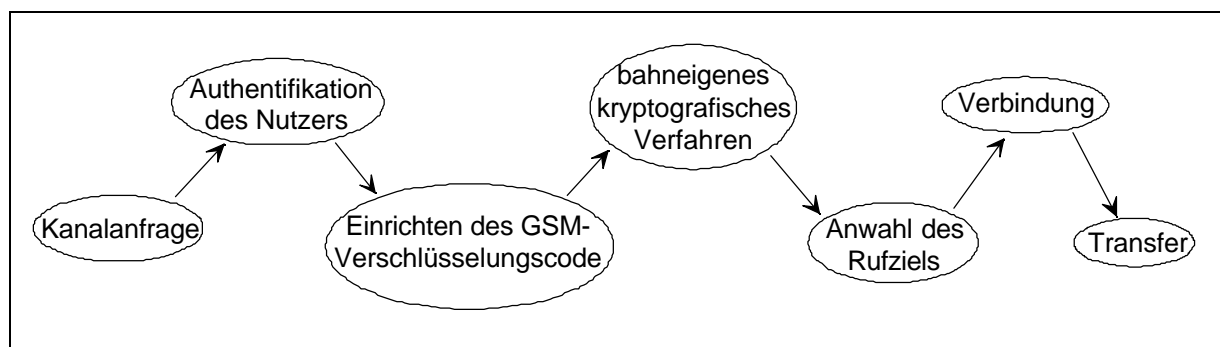 Kanalanfrage
Authentifikation
des Nutzers
Einrichten des GSM-
Verschlüsselungscode
bahneigenes
kryptografisches
Verfahren
Anwahl des
Rufziels
Verbindung
Transfer